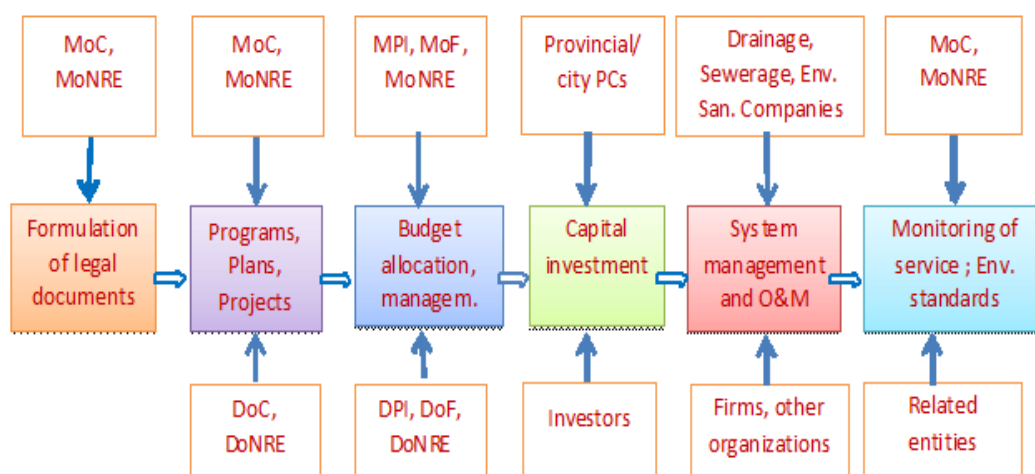 MoC,
MoNRE
MoC,
MoNRE
MPI, MoF,
MoNRE
Provincial/
city PCs
Drainage,
Sewerage, Env.
San. Companies
MoC,
MoNRE
Formulation
of legal
documents
Programs,
Plans,
Projects
Budget
allocation,
managem.
Capital
investment
System
management
and O&M
Monitoring of
service ; Env.
standards
DoC,
DoNRE
DPI, DoF,
DoNRE
Investors
Firms, other
organizations
Related
entities